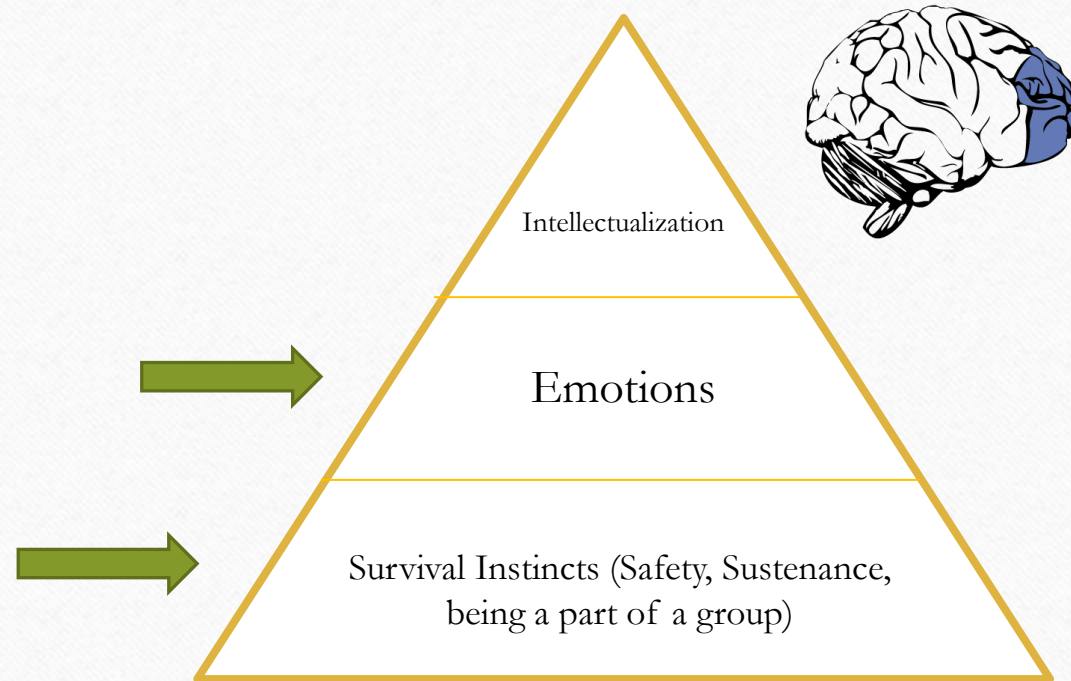 Intellectualization
Emotions
Survival Instincts (Safety, Sustenance,
being a part of a group)